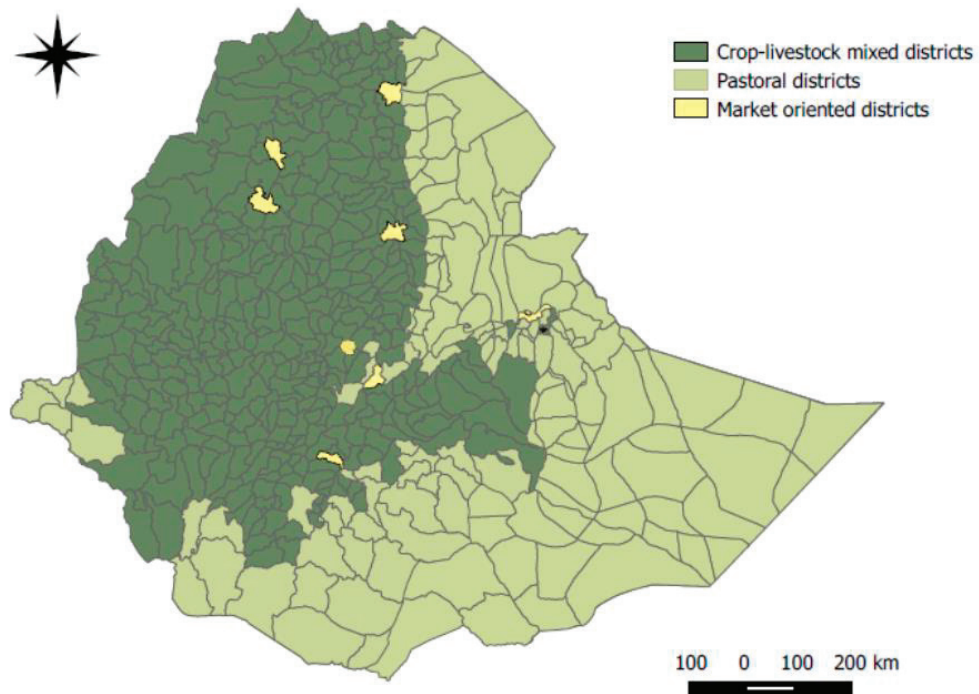 Crop-livestock mixed districts
Pastoral districts
Market oriented districts
100 0 100 200 km